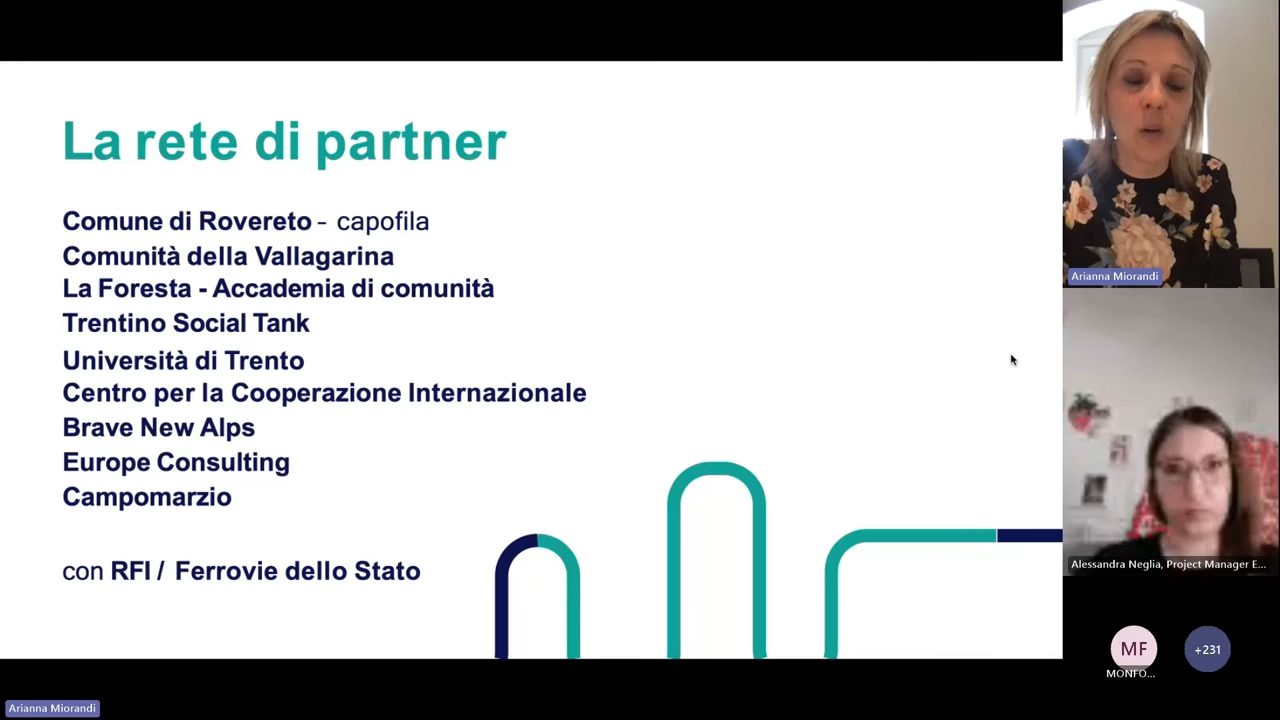 La rete di partner
Comune di Rovereto - capofila
Comunità della Vallagarina
La Foresta - Accademia di comunità
Trentino Social Tank
Università di Trento
Centro per la Cooperazione Internazionale
Brave New Alps
Europe Consulting
Campomarzio
con RFI / Ferrovie dello Stato
Arianna Miorandi
Alessandra Neglia, Project Manager E...
MF
+231
MONFO...
Arianna Miorandi